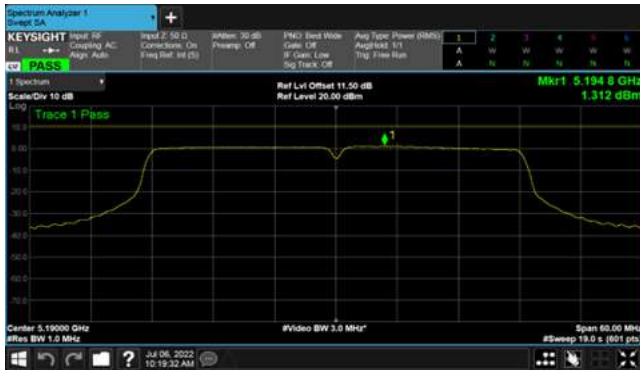 Spectrum Analyzer 1
Swept SA
+
KEYSIGHT Input: RF
RL
Coupling: AC
Align: Auto
Input Z: 50 Ω
Corrections: On
Freq Ref: Int (S)
#Atten: 30 dB
Preamp: Off
PNO: Best Wide
Gate: Off
IF Gain: Low
Sig Track: Off
Avg Type: Power (RMS)
Avg|Hold: 1/1
Trig: Free Run
1 2 3 4 5 6
A W W W W W
A N N N N N
PASS
1 Spectrum
Scale/Div 10 dB
Ref Lvl Offset 11.50 dB
Ref Level 20.00 dBm
Mkr1 5.194 8 GHz
1.312 dBm
Log
Trace 1 Pass
10.0
0.00
-10.0
-20.0
-30.0
-40.0
-50.0
-60.0
-70.0
1
Center 5.19000 GHz
#Res BW 1.0 MHz
#Video BW 3.0 MHz*
Span 60.00 MHz
#Sweep 19.0 s (601 pts)
?
Jul 06, 2022
10:19:32 AM